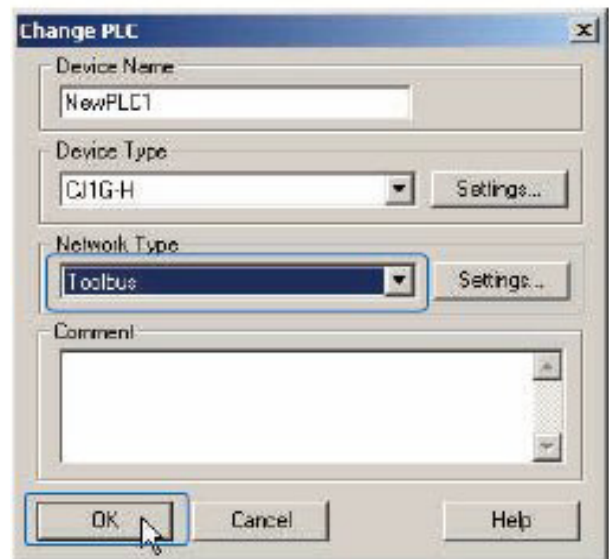 Change PLC
Device Name
NewPLC1
Device Type
CJ1G-H
Settings...
Network Type
Toolbus
Settings...
Comment
OK
Cancel
Help